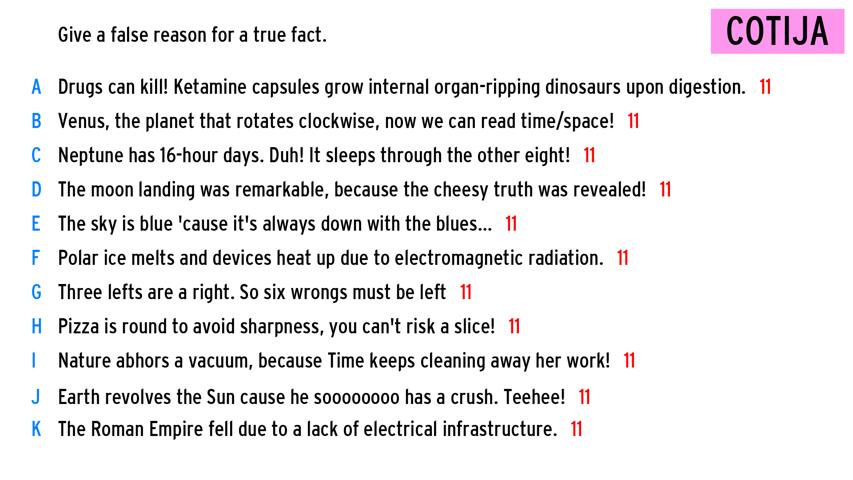 Give a false reason for a true fact.
COTIJA
A Drugs can kill! Ketamine capsules grow internal organ-ripping dinosaurs upon digestion. 11
B Venus, the planet that rotates clockwise, now we can read time/space! 11
C Neptune has 16-hour days. Duh! It sleeps through the other eight! 11
D The moon landing was remarkable, because the cheesy truth was revealed! 11
E The sky is blue 'cause it's always down with the blues... 11
F Polar ice melts and devices heat up due to electromagnetic radiation. 11
G Three lefts are a right. So six wrongs must be left 11
H Pizza is round to avoid sharpness, you can't risk a slice! 11
I Nature abhors a vacuum, because Time keeps cleaning away her work! 11
J Earth revolves the Sun cause he soooooooo has a crush. Teehee! 11
K The Roman Empire fell due to a lack of electrical infrastructure. 11